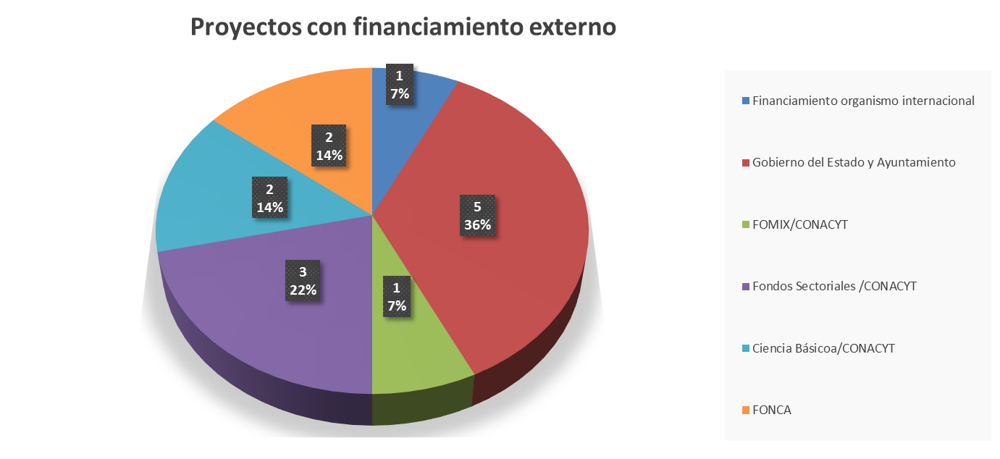 Proyectos con financiamiento externo
1
7%
5
36%
1
7%
3
22%
2
14%
2
14%
Financiamiento organismo internacional
Gobierno del Estado y Ayuntamiento
FOMIX/CONACYT
Fondos Sectoriales /CONACYT
Ciencia Básicoa/CONACYT
FONCA